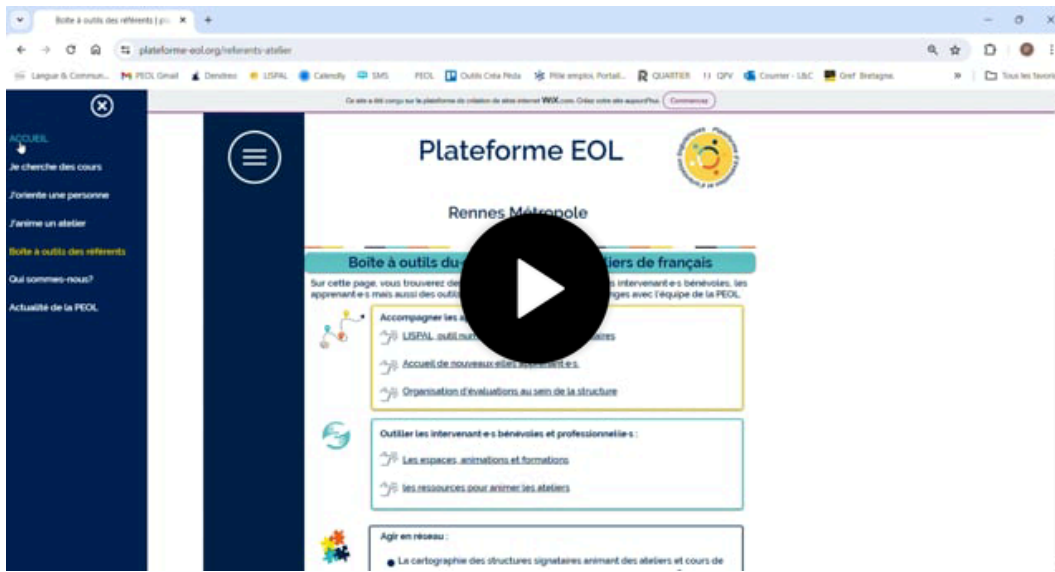 Boîte à outils des référents | pla
plateforme-eol.org/referents-atelier
Langue & Commun...
PEOL Gmail
Dendreo
LISPAL
Calendly
SMS
PEOL
Outils Créa Péda
Pôle emploi. Portail...
QUARTIER
QPV
Courrier - L&C
Gref Bretagne
Tous les favoris
Ce site a été conçu sur la plateforme de création de sites internet WIX.com. Créez votre site aujourd'hui. Commencez
ACCUEIL
Je cherche des cours
J'oriente une personne
J'anime un atelier
Boîte à outils des référents
Qui sommes-nous?
Actualité de la PEOL
Plateforme EOL
Rennes Métropole
Boîte à outils du liers de français
Sur cette page, vous trouverez de s intervenant·e·s bénévoles, les
apprenant·e·s mais aussi des outils nges avec l'équipe de la PEOL.
Accompagner les a
LISPAL, outil num aires
Accueil de nouveaux·elles apprenant·e·s.
Organisation d'évaluations au sein de la structure
Outiller les intervenant·e·s bénévoles et professionnel·le·s :
Les espaces, animations et formations
les ressources pour animer les ateliers
Agir en réseau :
La cartographie des structures signataires animant des ateliers et cours de